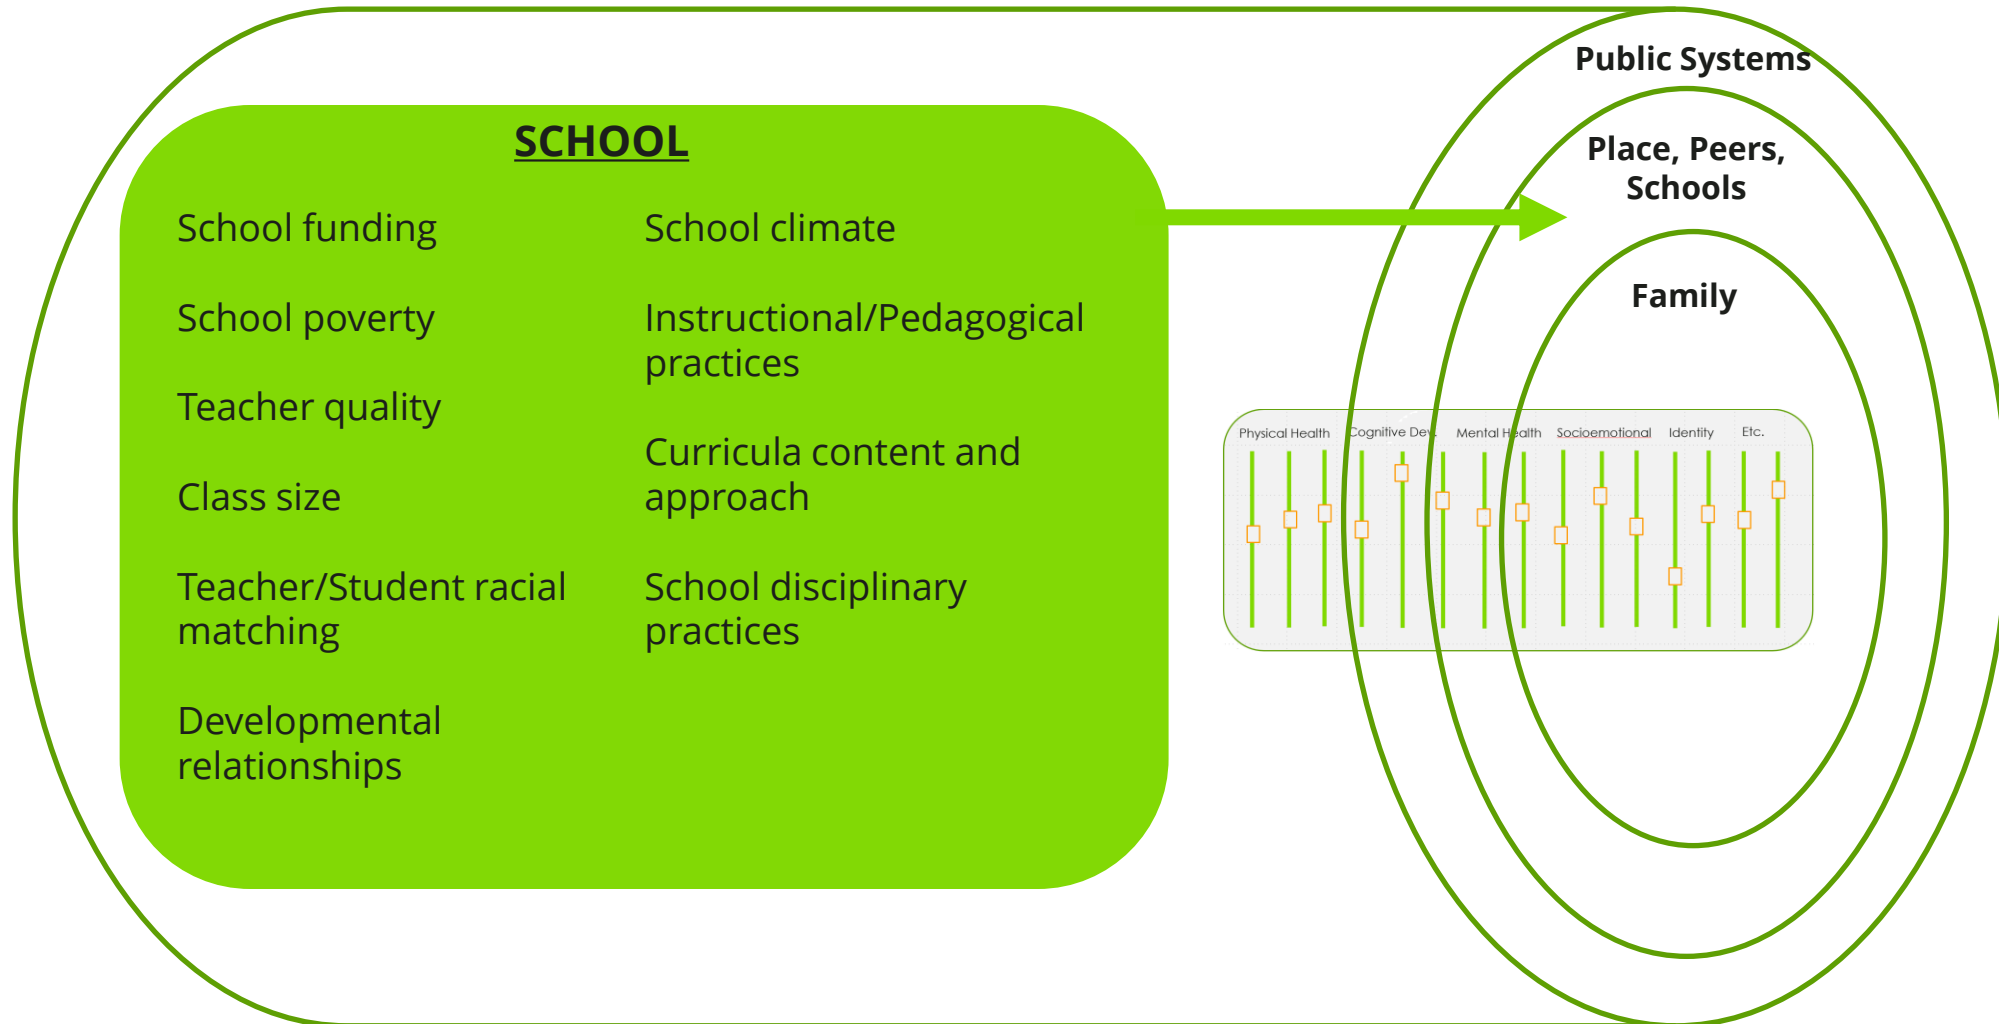 SCHOOL
School funding
School poverty
Teacher quality
Class size
Teacher/Student racial
matching
Developmental
relationships
School climate
Instructional/Pedagogical
practices
Curricula content and
approach
School disciplinary
practices
Public Systems
Place, Peers,
Schools
Family
Physical Health Cognitive Dev. Mental Health Socioemotional Identity Etc.